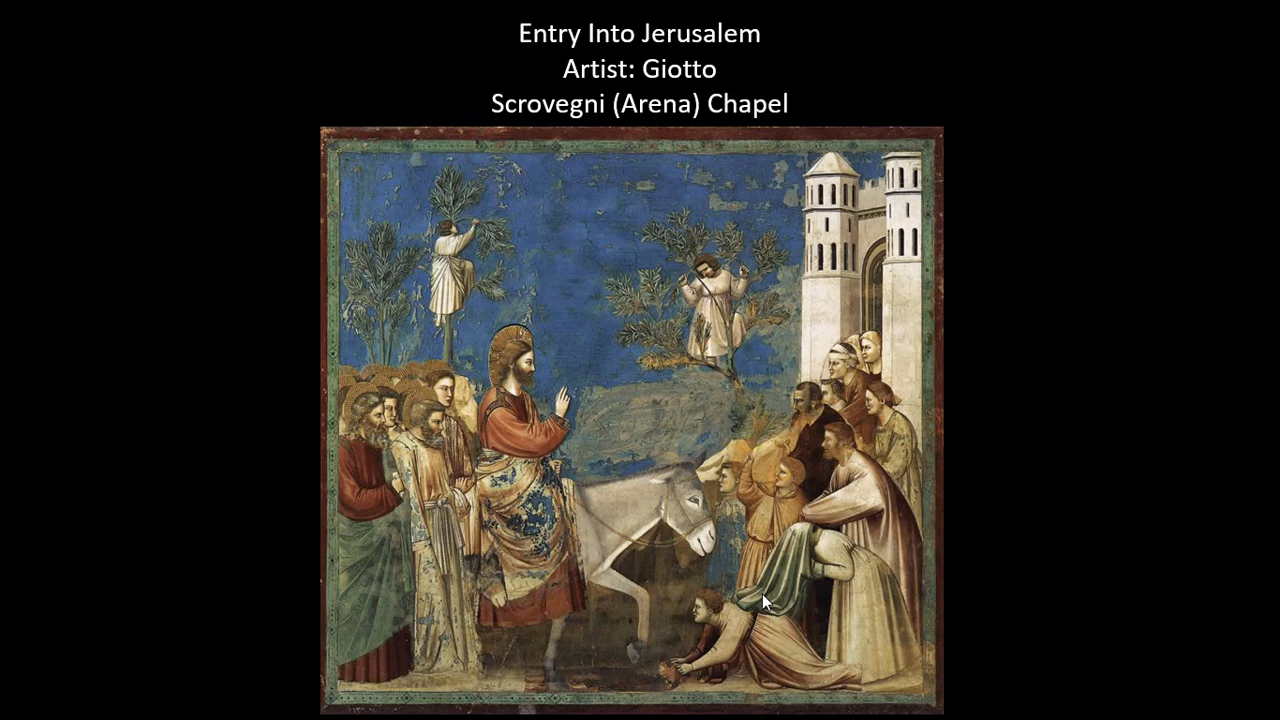 Entry Into Jerusalem
Artist: Giotto
Scrovegni (Arena) Chapel